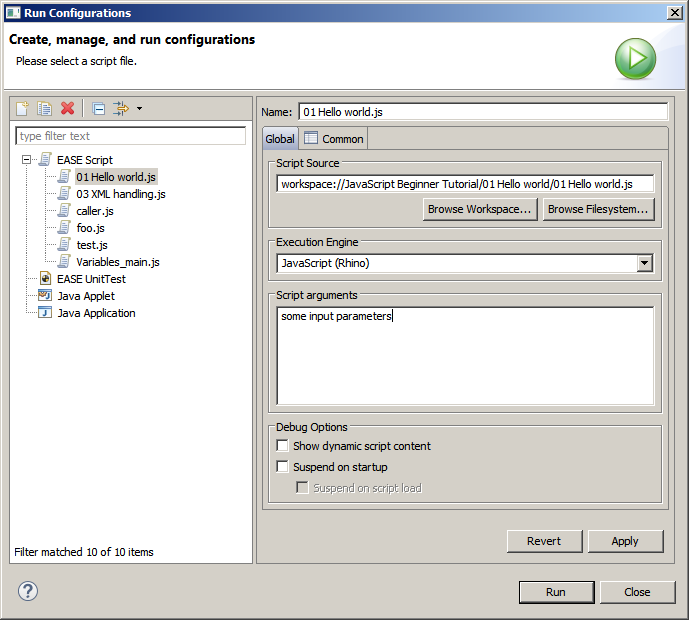 Run Configurations
Create, manage, and run configurations
Please select a script file.
type filter text
EASE Script
01 Hello world.js
03 XML handling.js
caller.js
foo.js
test.js
Variables_main.js
EASE UnitTest
Java Applet
Java Application
Filter matched 10 of 10 items
Name: 01 Hello world.js
Global Common
Script Source
workspace://JavaScript Beginner Tutorial/01 Hello world/01 Hello world.js
Browse Workspace... Browse Filesystem...
Execution Engine
JavaScript (Rhino)
Script arguments
some input parameters
Debug Options
Show dynamic script content
Suspend on startup
Suspend on script load
Revert Apply
? Run Close